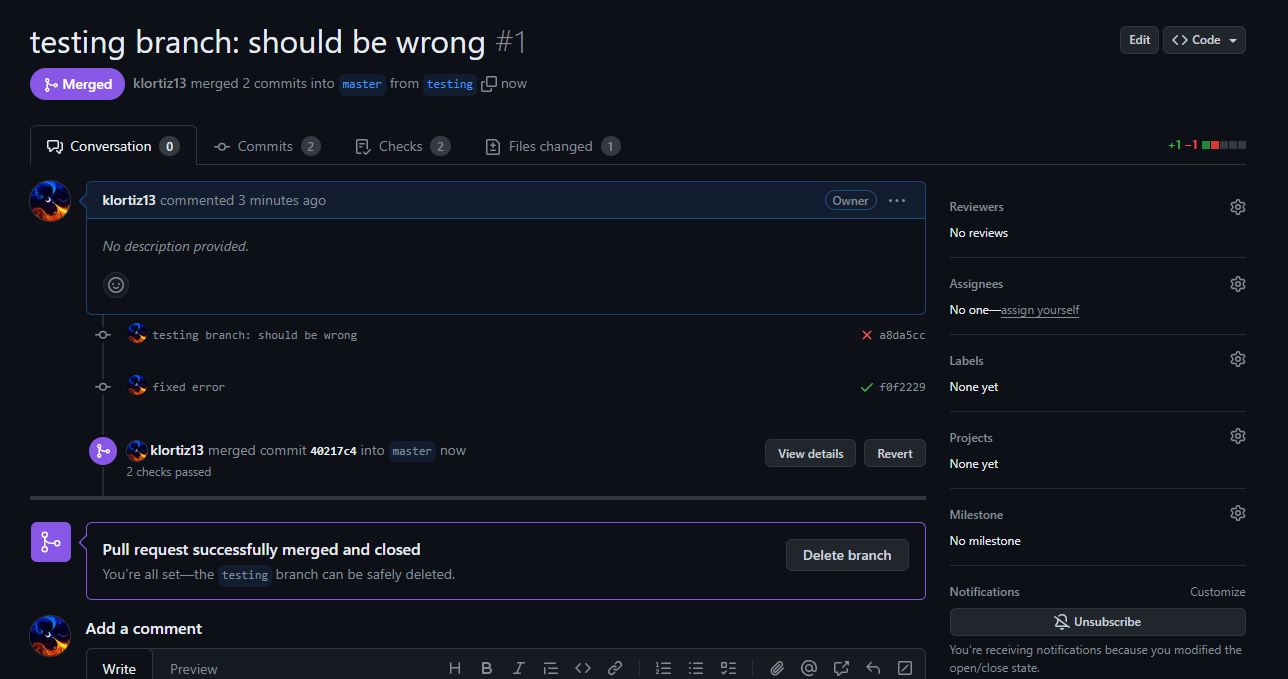 testing branch: should be wrong #1
Edit
Code
Merged
klortiz13 merged 2 commits into master from testing now
Conversation 0
Commits 2
Checks 2
Files changed 1
+1 −1
klortiz13 commented 3 minutes ago
Owner
No description provided.
testing branch: should be wrong
a8da5cc
fixed error
f0f2229
klortiz13 merged commit 40217c4 into master now
2 checks passed
View details
Revert
Pull request successfully merged and closed
You're all set—the testing branch can be safely deleted.
Delete branch
Add a comment
Write
Preview
Reviewers
No reviews
Assignees
No one—assign yourself
Labels
None yet
Projects
None yet
Milestone
No milestone
Notifications
Customize
Unsubscribe
You're receiving notifications because you modified the
open/close state.